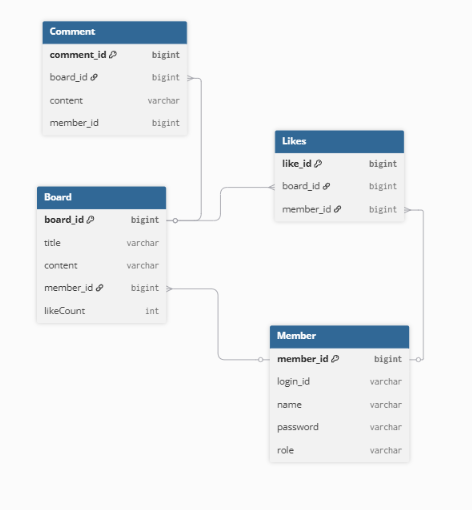 Comment
comment_id bigint
board_id bigint
content varchar
member_id bigint
Likes
like_id bigint
board_id bigint
member_id bigint
Board
board_id bigint
title varchar
content varchar
member_id bigint
likeCount int
Member
member_id bigint
login_id varchar
name varchar
password varchar
role varchar